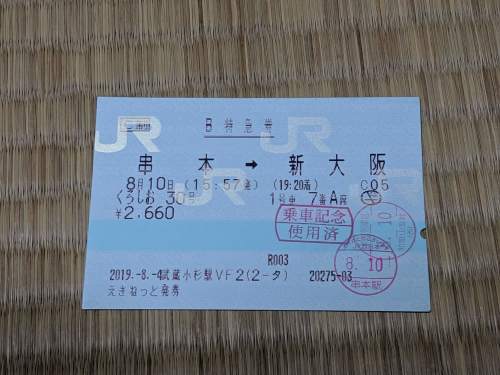 B特急券
串本 → 新大阪
8月10日 (15:57発) (19:20着) C05
くろしお 30号 1号車 7番A席
¥2,660
乗車記念
使用済
R003
8.10
串本駅
2019.-8.-4武蔵小杉駅VF2(2-タ) 20275-03
えきねっと発券